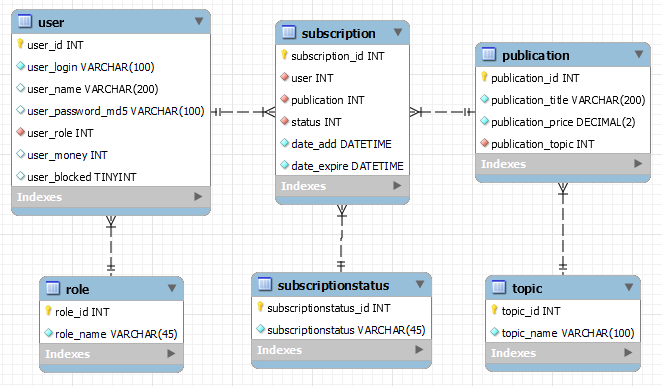 user
user_id INT
user_login VARCHAR(100)
user_name VARCHAR(200)
user_password_md5 VARCHAR(100)
user_role INT
user_money INT
user_blocked TINYINT
Indexes
subscription
subscription_id INT
user INT
publication INT
status INT
date_add DATETIME
date_expire DATETIME
Indexes
publication
publication_id INT
publication_title VARCHAR(200)
publication_price DECIMAL(2)
publication_topic INT
Indexes
role
role_id INT
role_name VARCHAR(45)
Indexes
subscriptionstatus
subscriptionstatus_id INT
subscriptionstatus VARCHAR(45)
Indexes
topic
topic_id INT
topic_name VARCHAR(100)
Indexes